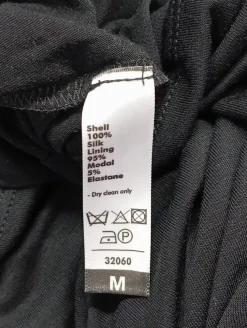 Shell
100%
Silk
Lining
95%
Modal
5%
Elastane
- Dry clean only
P
32060
M